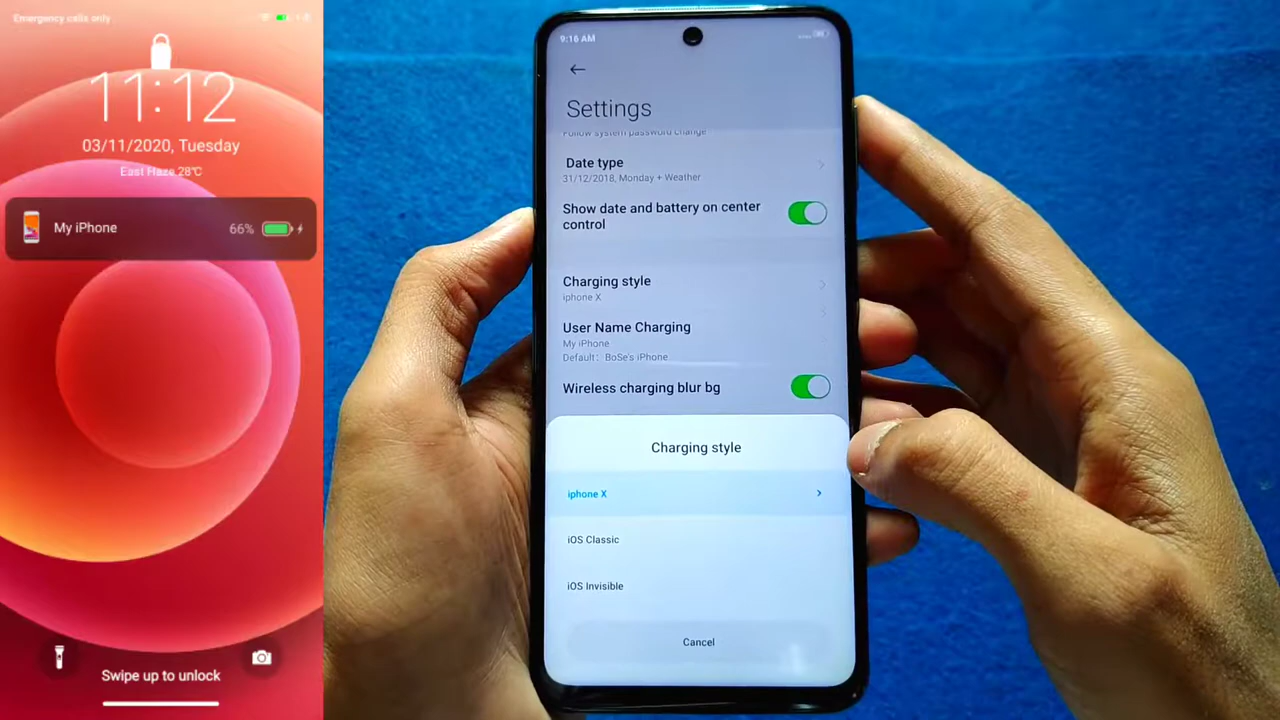 Emergency calls only
11:12
03/11/2020, Tuesday
East Haze 28℃
My iPhone
66%
Swipe up to unlock
9:16 AM
Settings
Follow system password change
Date type
31/12/2018, Monday + Weather
Show date and battery on center
control
Charging style
iphone X
User Name Charging
My iPhone
Default：BoSe's iPhone
Wireless charging blur bg
Charging style
iphone X
iOS Classic
iOS Invisible
Cancel